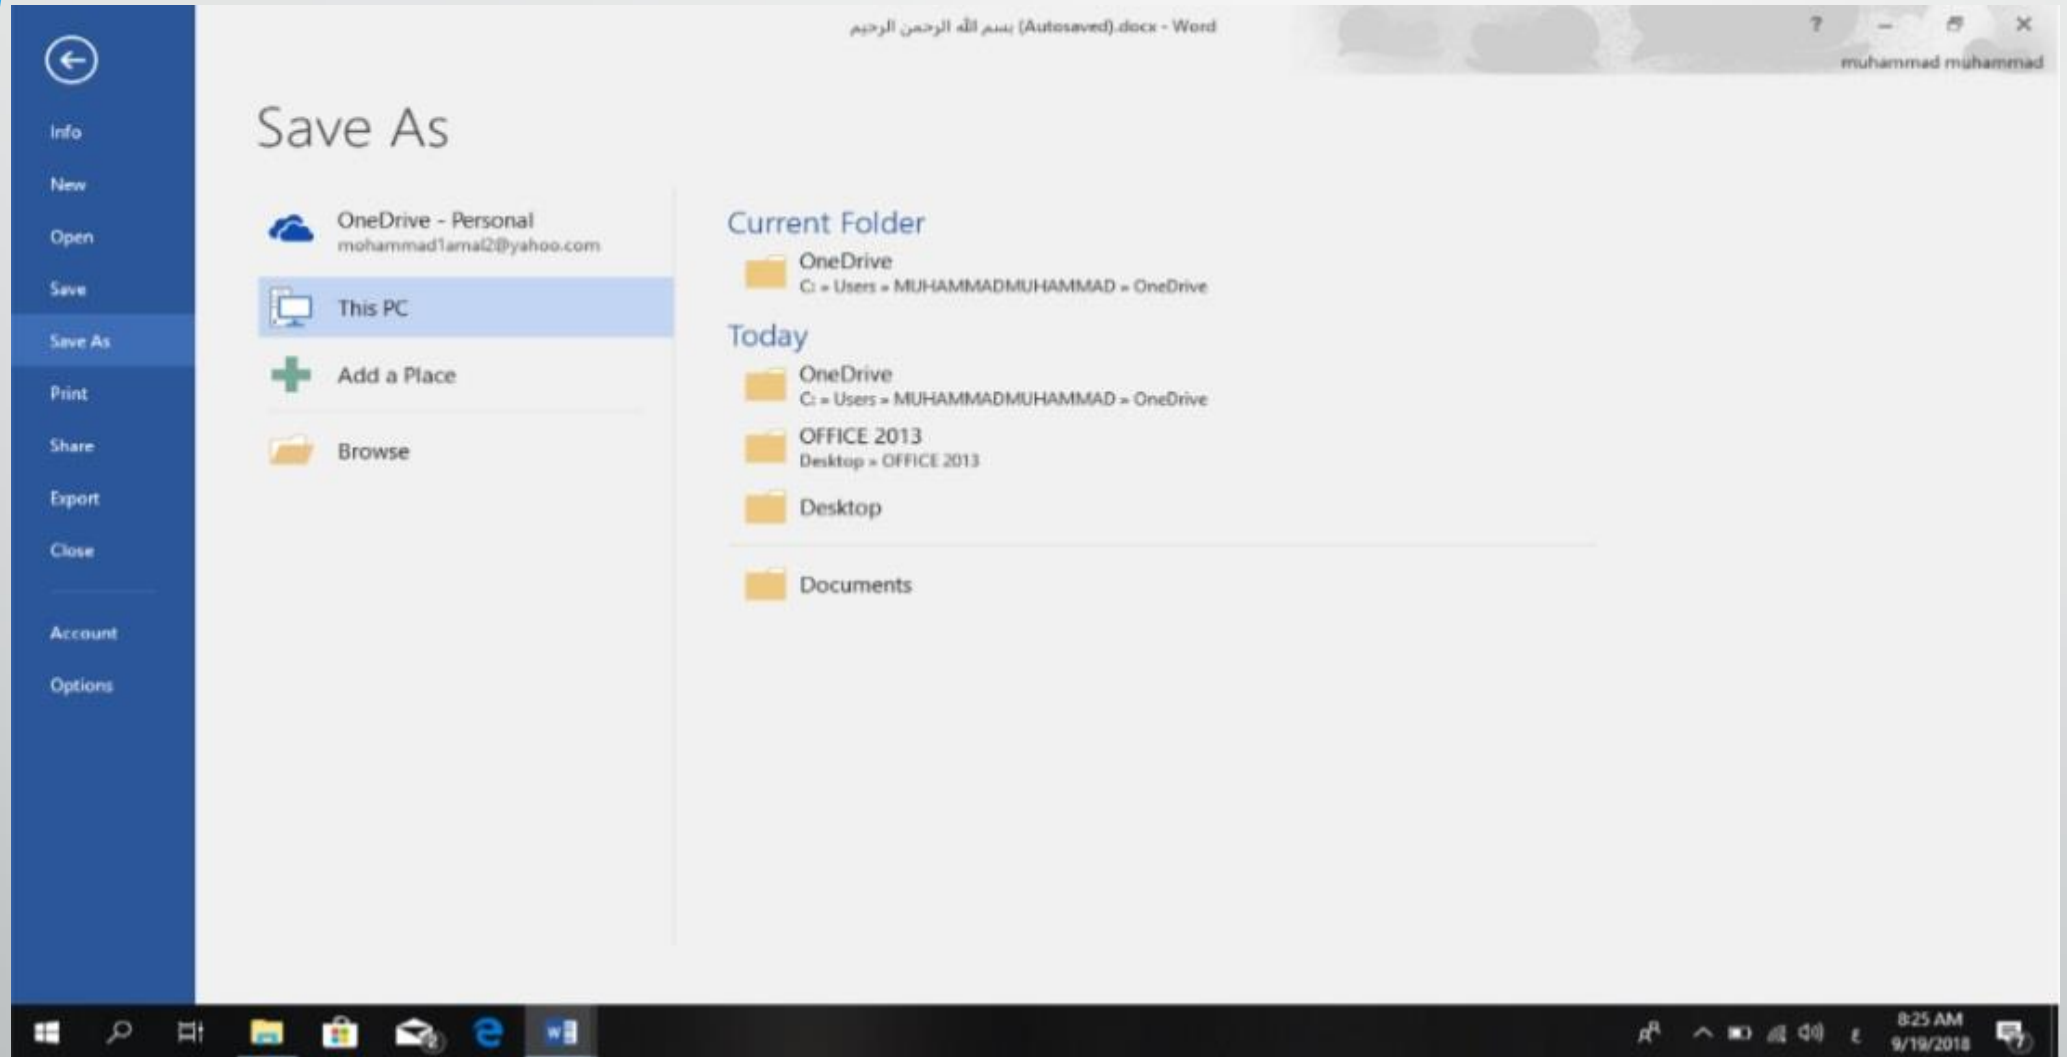 بسم الله الرحمن الرحيم (Autosaved).docx - Word
?
muhammad muhammad
Info
New
Open
Save
Save As
Print
Share
Export
Close
Account
Options
Save As
OneDrive - Personal
mohammad1amal2@yahoo.com
This PC
Add a Place
Browse
Current Folder
OneDrive
C: » Users » MUHAMMADMUHAMMAD » OneDrive
Today
OneDrive
C: » Users » MUHAMMADMUHAMMAD » OneDrive
OFFICE 2013
Desktop » OFFICE 2013
Desktop
Documents
2
W
ع
8:25 AM
9/19/2018
7